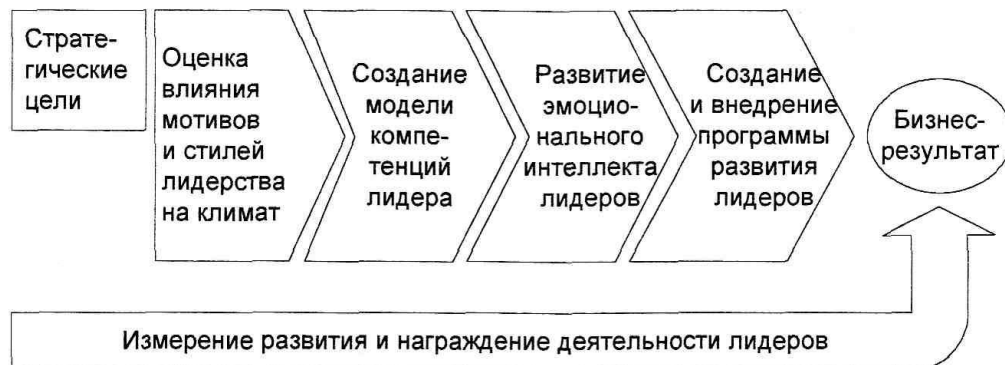 Страте-
гические
цели
Оценка
влияния
мотивов
и стилей
лидерства
на климат
Создание
модели
компе-
тенций
лидера
Развитие
эмоцио-
нального
интеллекта
лидеров
Создание
и внедрение
программы
развития
лидеров
Бизнес-
результат
Измерение развития и награждение деятельности лидеров